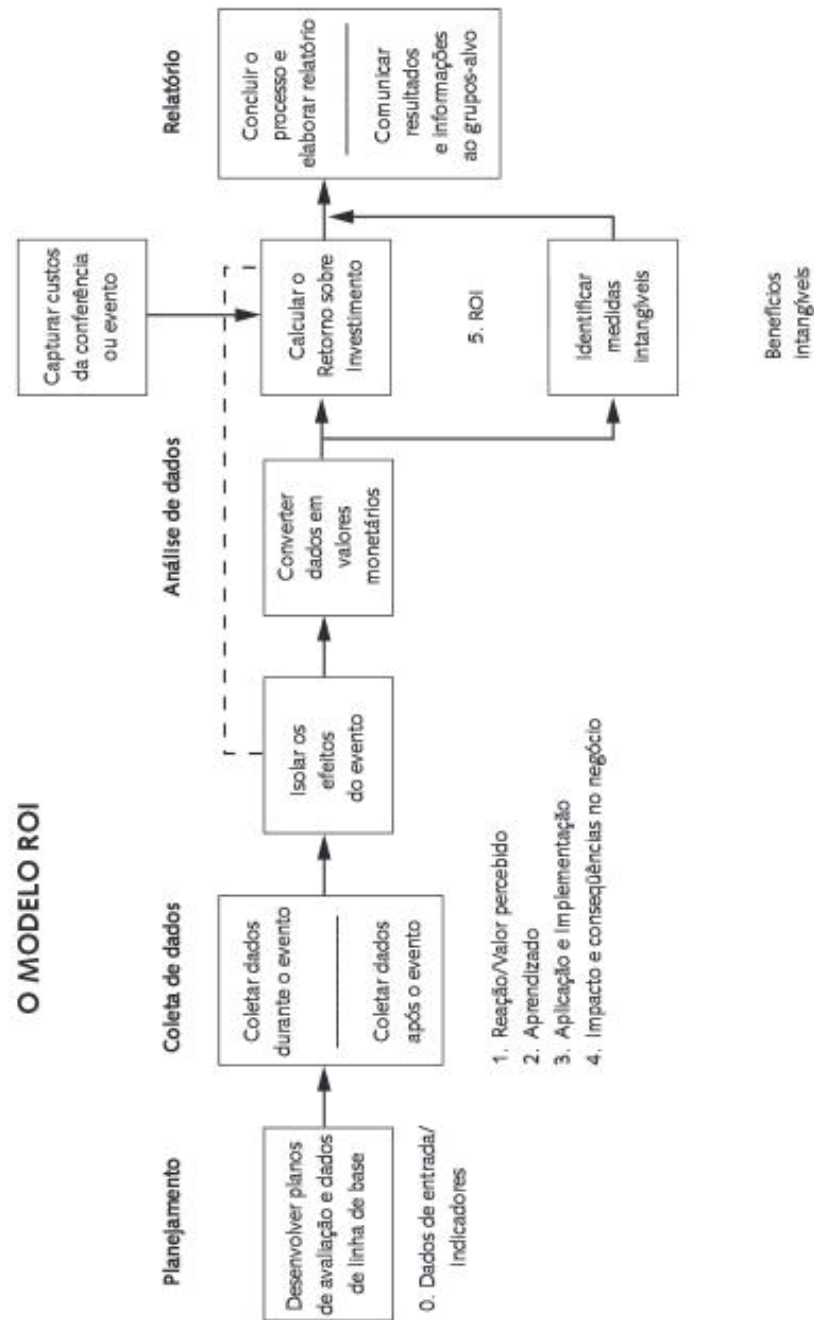 O MODELO ROI
Planejamento
Desenvolver planos
de avaliação e dados
de linha de base
0. Dados de entrada/
Indicadores
Coleta de dados
Coletar dados
durante o evento
Coletar dados
após o evento
1. Reação/Valor percebido
2. Aprendizado
3. Aplicação e Implementação
4. Impacto e conseqüências no negócio
Análise de dados
Isolar os
efeitos
do evento
Converter
dados em
valores
monetários
Capturar custos
da conferência
ou evento
Calcular o
Retorno sobre
Investimento
5. ROI
Identificar
medidas
intangíveis
Benefícios
intangíveis
Relatório
Concluir o
processo e
elaborar relatório
Comunicar
resultados
e informações
ao grupos-alvo